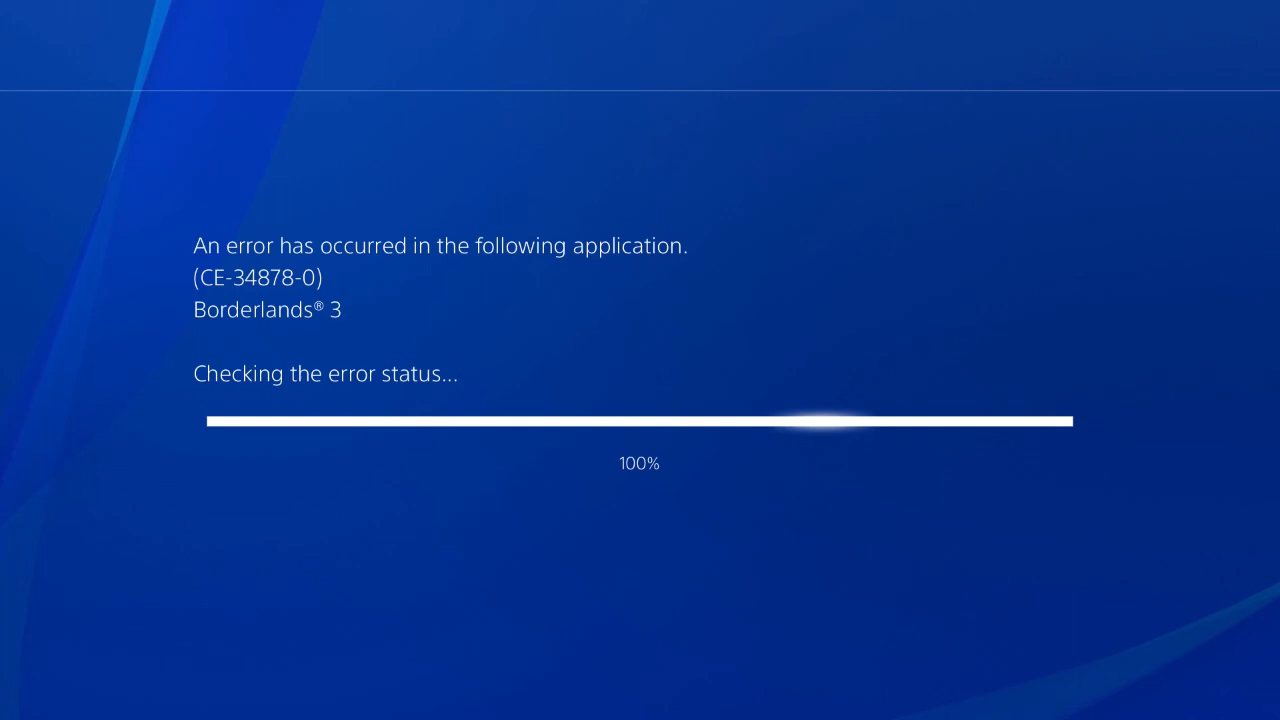 An error has occurred in the following application.
(CE-34878-0)
Borderlands® 3
Checking the error status...
100%